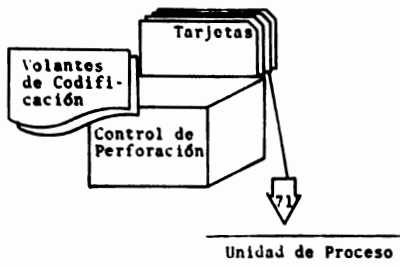 Tarjetas
Volantes
de Codifi-
cación
Control de
Perforación
71
Unidad de Proceso